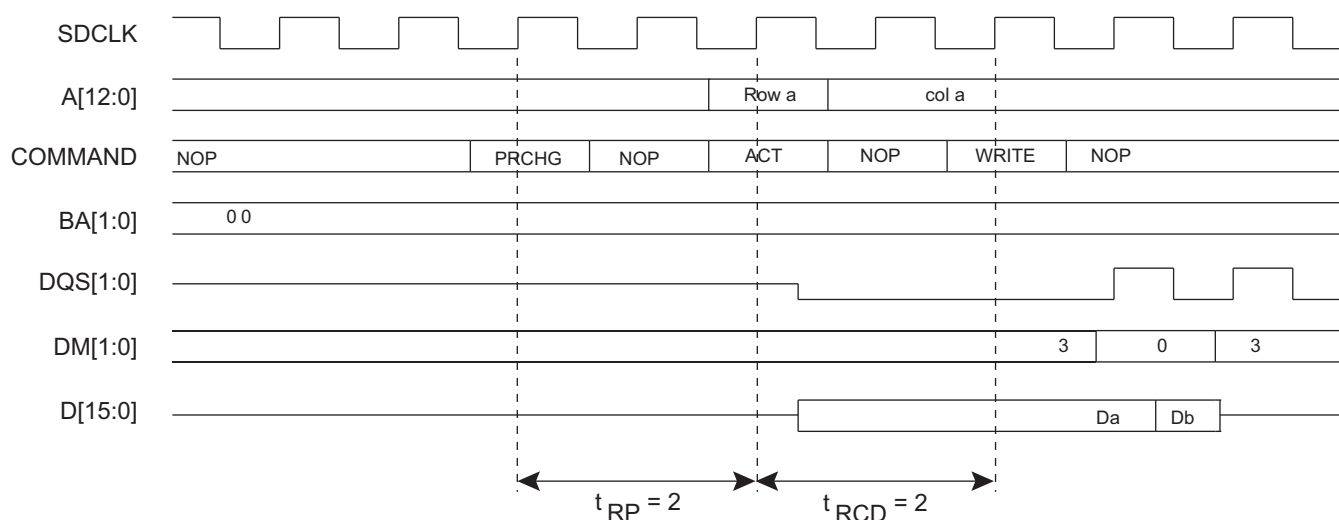 SDCLK
A[12:0] Row a col a
COMMAND NOP PRCHG NOP ACT NOP WRITE NOP
BA[1:0] 0 0
DQS[1:0]
DM[1:0] 3 0 3
D[15:0] Da Db
t RP = 2 t RCD = 2